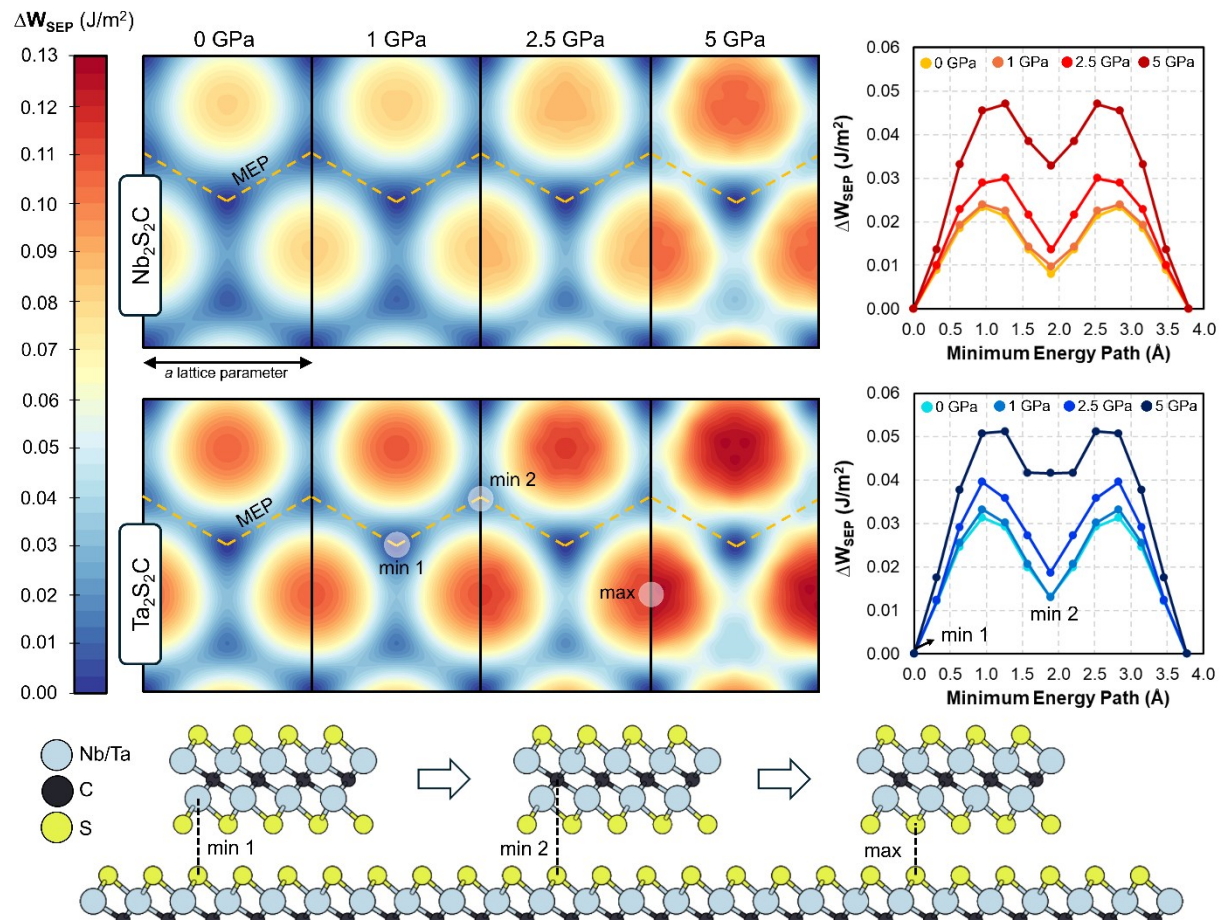 ΔW_SEP (J/m²)
0 GPa 1 GPa 2.5 GPa 5 GPa
0.13
0.12
0.11
0.10
0.09
0.08
0.07
0.06
0.05
0.04
0.03
0.02
0.01
0.00
Nb₂S₂C
MEP
a lattice parameter
Ta₂S₂C
MEP
min 2
min 1
max
0.06
0.05
0.04
0.03
0.02
0.01
0.00
ΔW_SEP (J/m²)
0 GPa 1 GPa 2.5 GPa 5 GPa
0.0 0.5 1.0 1.5 2.0 2.5 3.0 3.5 4.0
Minimum Energy Path (Å)
0.06
0.05
0.04
0.03
0.02
0.01
0.00
ΔW_SEP (J/m²)
0 GPa 1 GPa 2.5 GPa 5 GPa
min 2
min 1
0.0 0.5 1.0 1.5 2.0 2.5 3.0 3.5 4.0
Minimum Energy Path (Å)
Nb/Ta
C
S
min 1
min 2
max